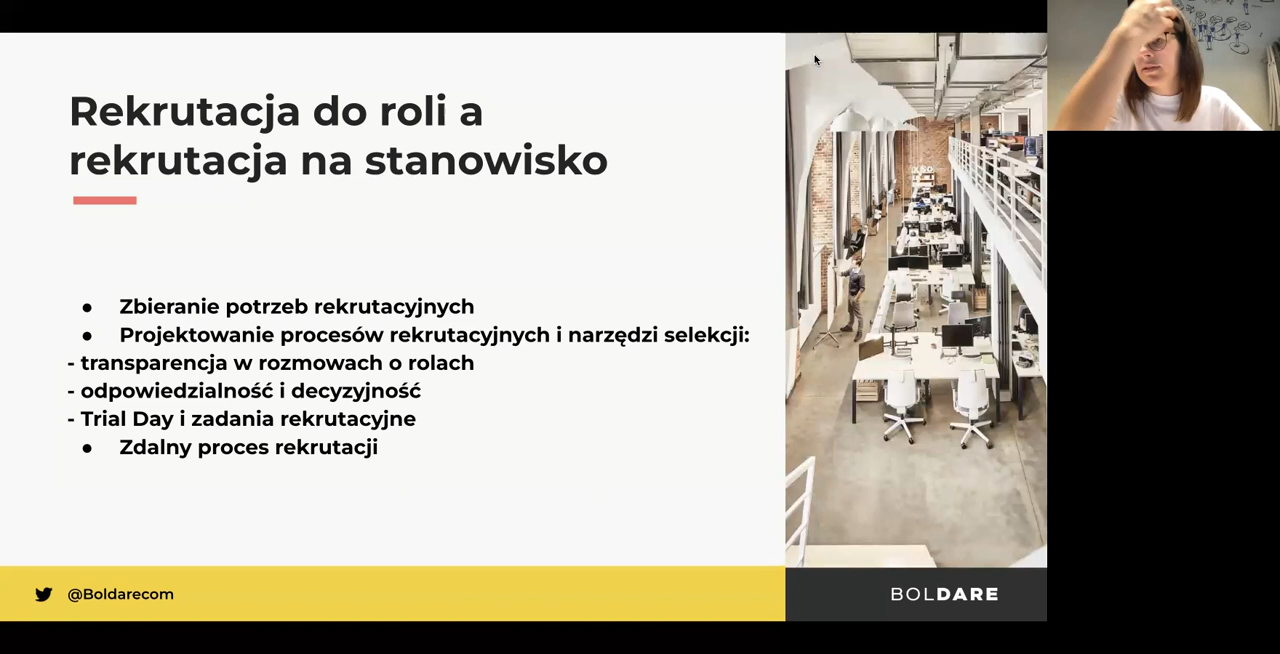 Rekrutacja do roli a
rekrutacja na stanowisko
● Zbieranie potrzeb rekrutacyjnych
● Projektowanie procesów rekrutacyjnych i narzędzi selekcji:
- transparencja w rozmowach o rolach
- odpowiedzialność i decyzyjność
- Trial Day i zadania rekrutacyjne
● Zdalny proces rekrutacji
@Boldarecom
BOLDARE